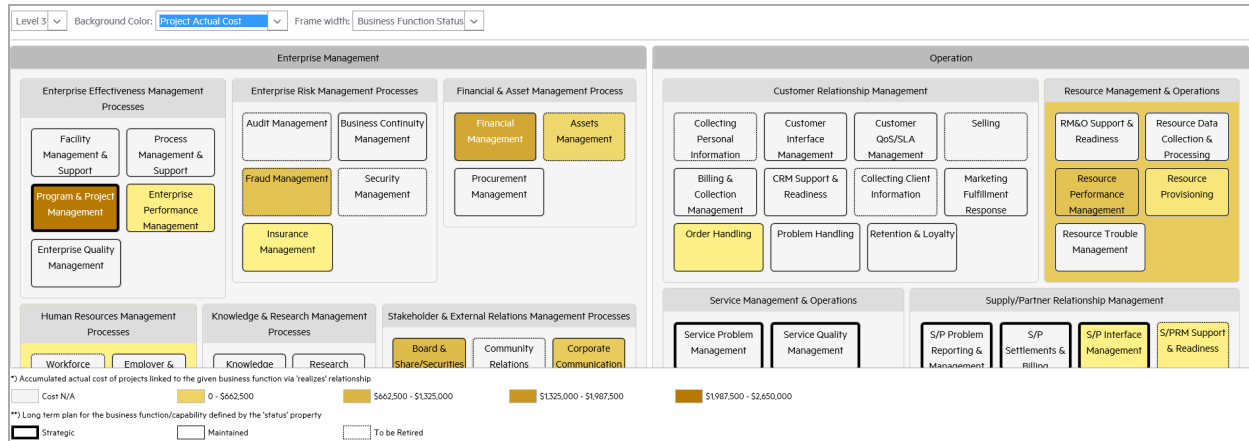 Level 3 Background Color: Project Actual Cost Frame width: Business Function Status
Enterprise Management
Enterprise Effectiveness Management
Processes
Facility
Management &
Support
Process
Management &
Support
Program & Project
Management
Enterprise
Performance
Management
Enterprise Quality
Management
Enterprise Risk Management Processes
Audit Management
Business Continuity
Management
Fraud Management
Security
Management
Insurance
Management
Financial & Asset Management Process
Financial
Management
Assets
Management
Procurement
Management
Human Resources Management
Processes
Workforce
Employer &
Knowledge & Research Management
Processes
Knowledge
Research
Stakeholder & External Relations Management Processes
Board &
Share/Securities
Community
Relations
Corporate
Communication
Operation
Customer Relationship Management
Collecting
Personal
Information
Customer
Interface
Management
Customer
QoS/SLA
Management
Selling
Billing &
Collection
Management
CRM Support &
Readiness
Collecting Client
Information
Marketing
Fulfillment
Response
Order Handling
Problem Handling
Retention & Loyalty
Resource Management & Operations
RM&O Support &
Readiness
Resource Data
Collection &
Processing
Resource
Performance
Management
Resource
Provisioning
Resource Trouble
Management
Service Management & Operations
Service Problem
Management
Service Quality
Management
Supply/Partner Relationship Management
S/P Problem
Reporting &
Management
S/P
Settlements &
Billing
S/P Interface
Management
S/PRM Support
& Readiness
*) Accumulated actual cost of projects linked to the given business function via 'realizes' relationship
Cost N/A
0 - $662,500
$662,500 - $1,325,000
$1,325,000 - $1,987,500
$1,987,500 - $2,650,000
**) Long term plan for the business function/capability defined by the 'status' property
Strategic
Maintained
To be Retired